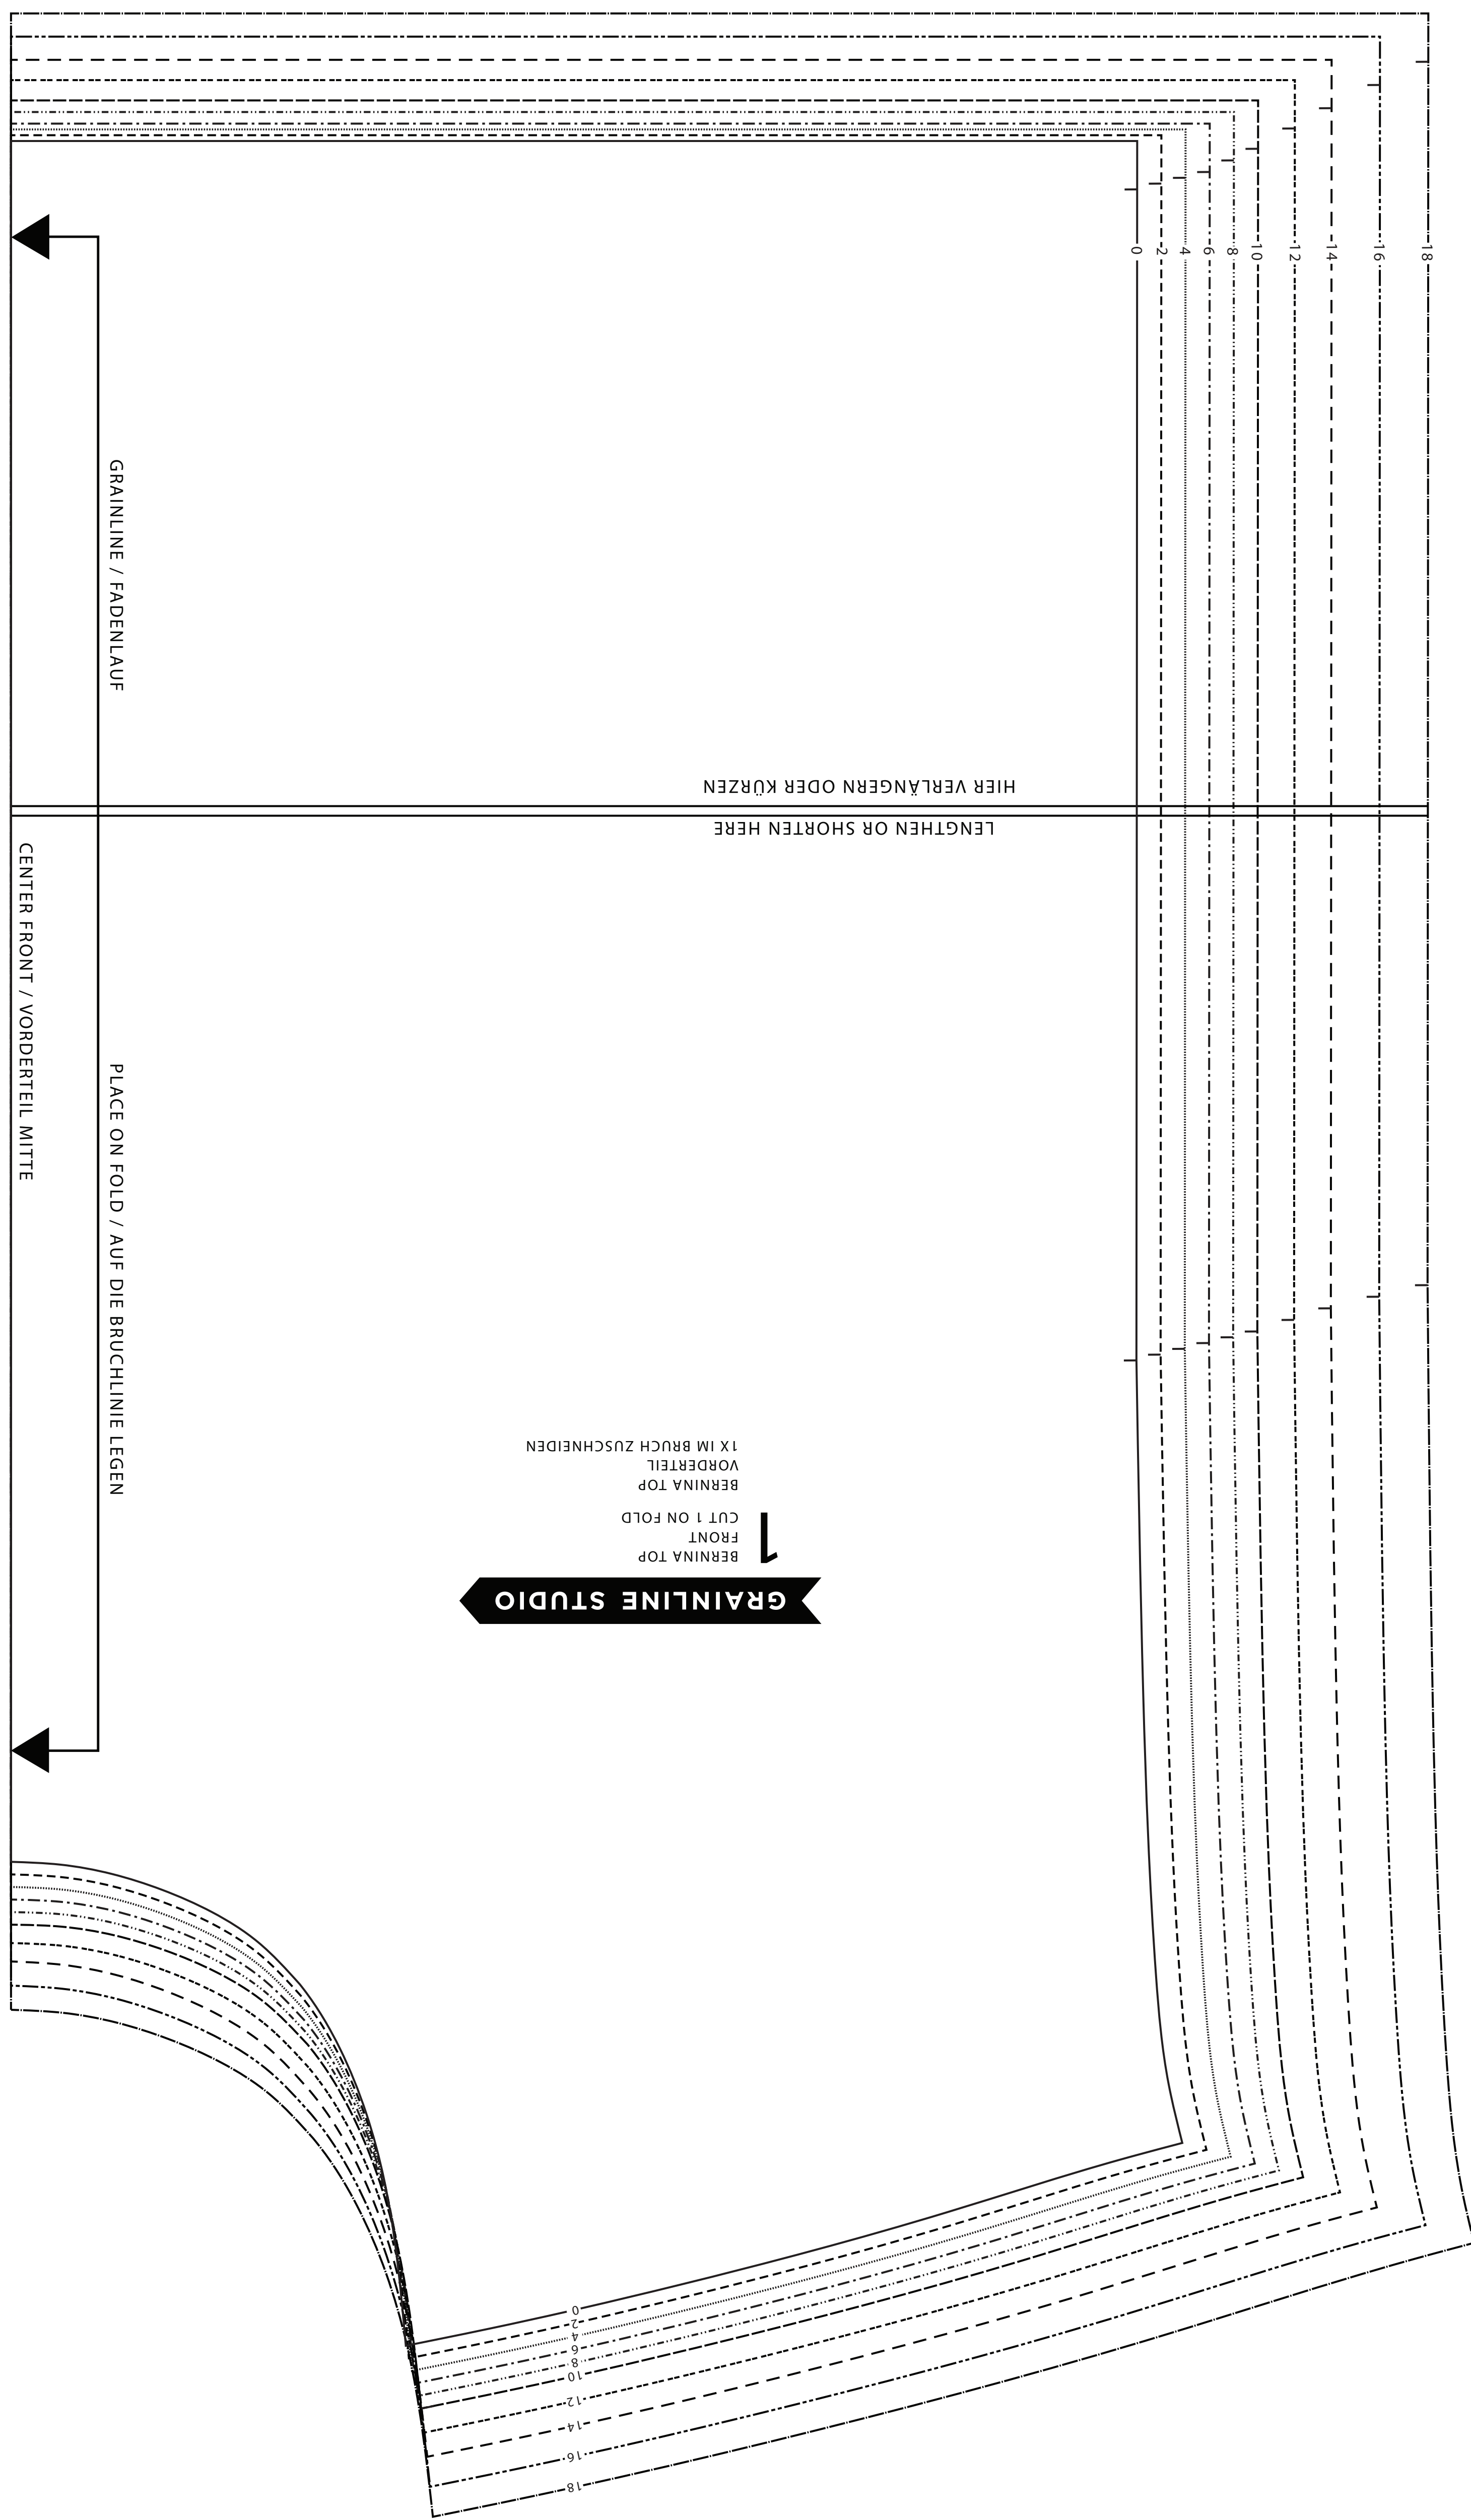 0 2 4 6 8 10 12 14 16 18
GRAINLINE / FADENLAUF
HIER VERLÄNGERN ODER KÜRZEN
LENGTHEN OR SHORTEN HERE
CENTER FRONT / VORDERTEIL MITTE
PLACE ON FOLD / AUF DIE BRUCHLINIE LEGEN
GRAINLINE STUDIO
1
BERNINA TOP
FRONT
CUT 1 ON FOLD
BERNINA TOP
VORDERTEIL
1X IM BRUCH ZUSCHNEIDEN
0
2
4
6
8
10
12
14
16
18